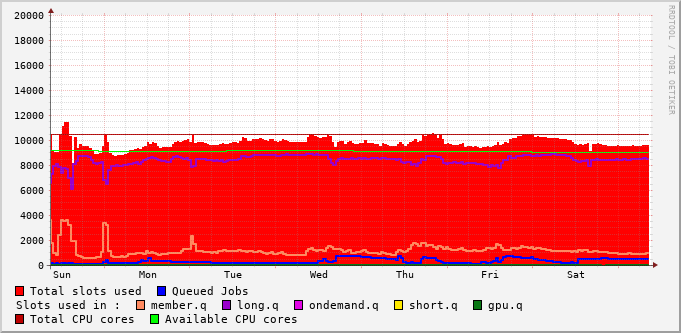 RRDTOOL / TOBI OETIKER
20000
18000
16000
14000
12000
10000
8000
6000
4000
2000
0
Sun Mon Tue Wed Thu Fri Sat
Total slots used Queued Jobs
Slots used in : member.q long.q ondemand.q short.q gpu.q
Total CPU cores Available CPU cores